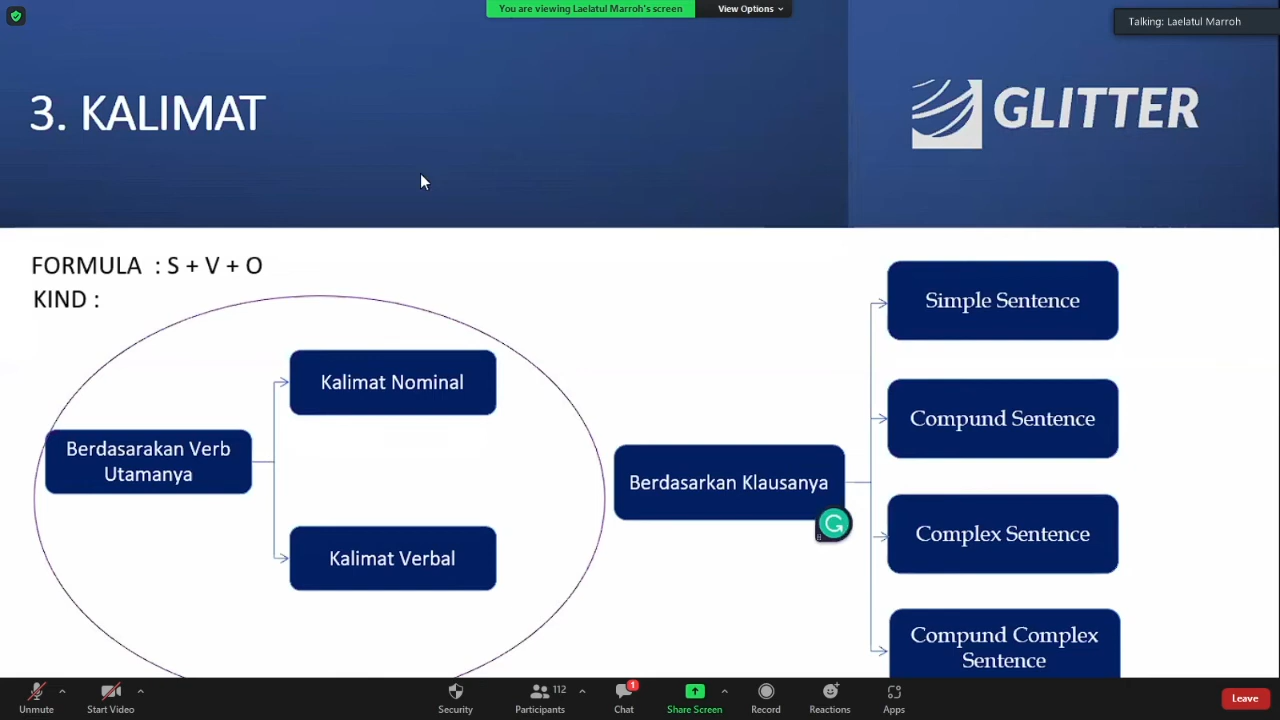 You are viewing Laelatul Marroh's screen
View Options
Talking: Laelatul Marroh
3. KALIMAT
GLITTER
FORMULA : S + V + O
KIND :
Berdasarakan Verb
Utamanya
Kalimat Nominal
Kalimat Verbal
Berdasarkan Klausanya
Simple Sentence
Compund Sentence
Complex Sentence
Compund Complex
Sentence
Unmute
Start Video
Security
Participants
112
Chat
1
Share Screen
Record
Reactions
Apps
Leave